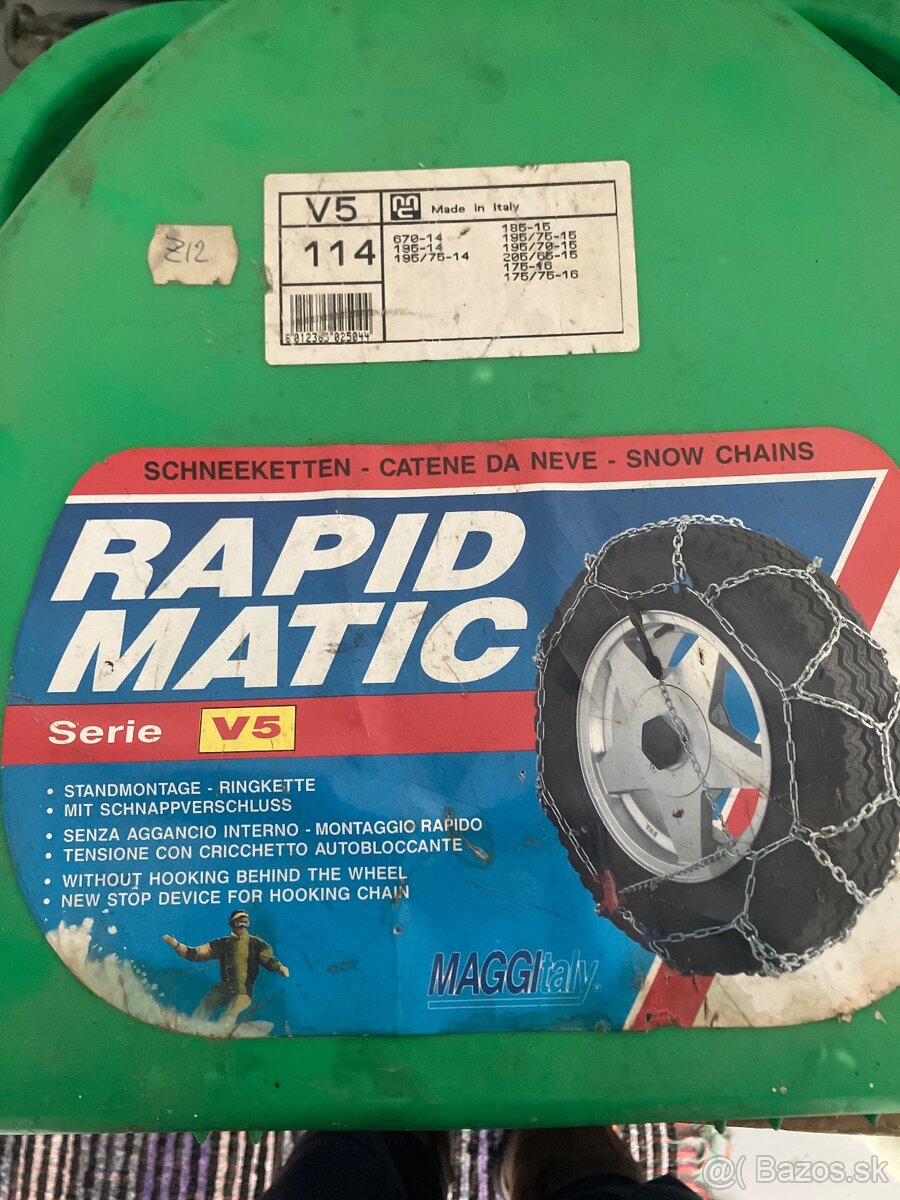 V5
Made in Italy
114
670-14
195-14
195/75-14
185-15
195/75-15
195/70-15
205/65-15
175-16
175/75-16
Z12
SCHNEEKETTEN - CATENE DA NEVE - SNOW CHAINS
RAPID
MATIC
Serie V5
• STANDMONTAGE - RINGKETTE
• MIT SCHNAPPVERSCHLUSS
• SENZA AGGANCIO INTERNO - MONTAGGIO RAPIDO
• TENSIONE CON CRICCHETTO AUTOBLOCCANTE
• WITHOUT HOOKING BEHIND THE WHEEL
• NEW STOP DEVICE FOR HOOKING CHAIN
MAGGItaly
@( Bazos.sk